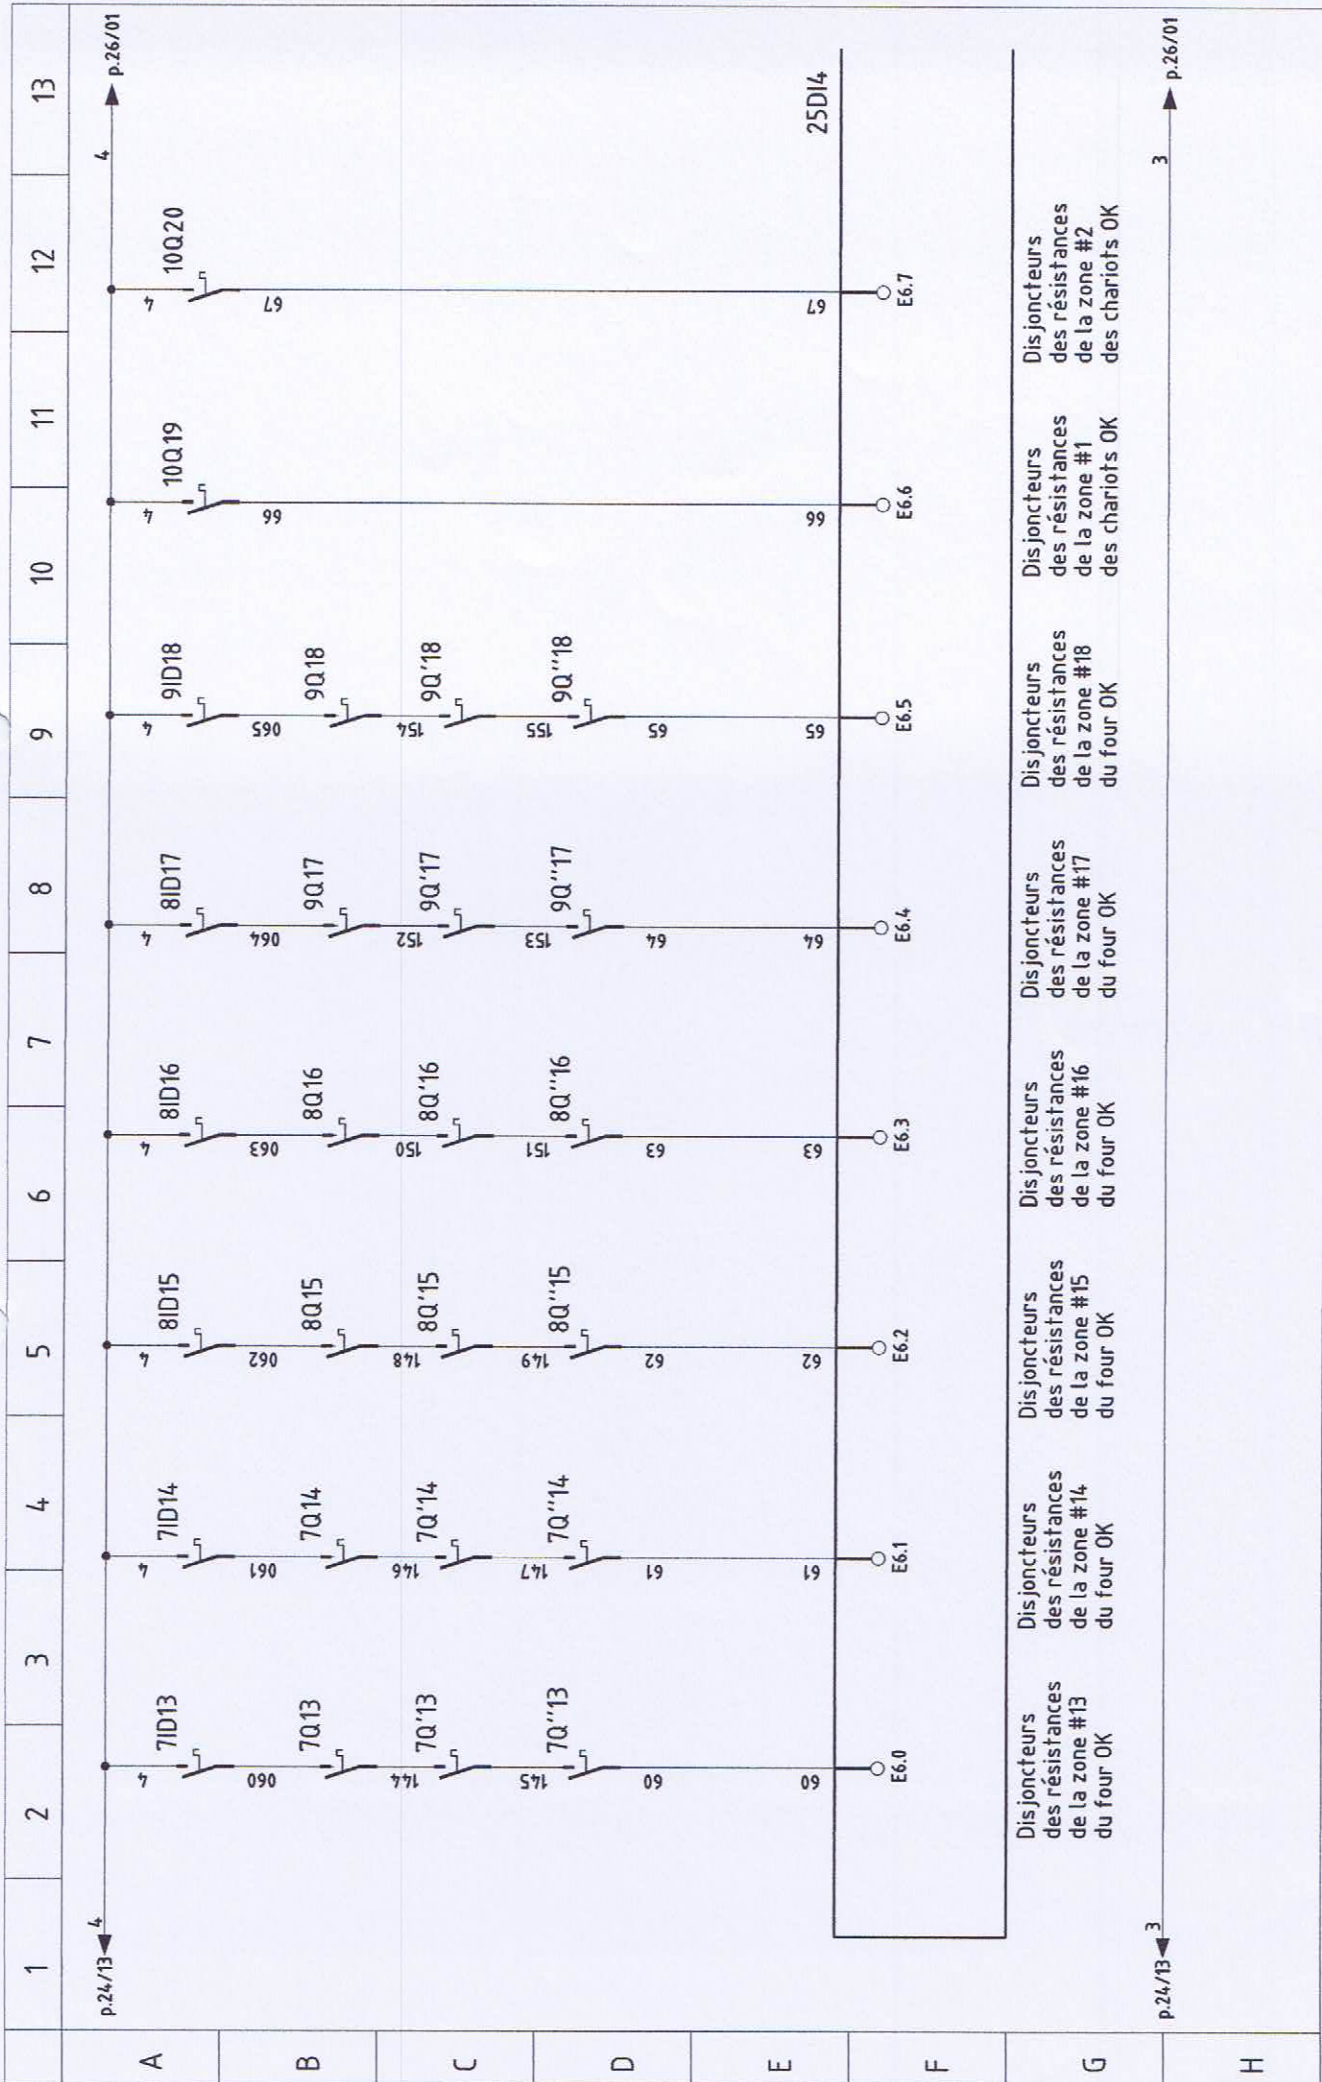 1 2 3 4 5 6 7 8 9 10 11 12 13
A
B
C
D
E
F
G
H
p.24/13 4
4 p.26/01
4 4 4 4 4 4 4 4
7ID13 7ID14 8ID15 8ID16 8ID17 9ID18 10Q19 10Q20
060 061 062 063 064 065 66 67
7Q13 7Q14 8Q15 8Q16 9Q17 9Q18
144 146 148 150 152 154
7Q'13 7Q'14 8Q'15 8Q'16 9Q'17 9Q'18
145 147 149 151 153 155
7Q''13 7Q''14 8Q''15 8Q''16 9Q''17 9Q''18
60 61 62 63 64 65
25DI4
60 61 62 63 64 65 66 67
E6.0 E6.1 E6.2 E6.3 E6.4 E6.5 E6.6 E6.7
Disjoncteurs
des résistances
de la zone #13
du four OK
Disjoncteurs
des résistances
de la zone #14
du four OK
Disjoncteurs
des résistances
de la zone #15
du four OK
Disjoncteurs
des résistances
de la zone #16
du four OK
Disjoncteurs
des résistances
de la zone #17
du four OK
Disjoncteurs
des résistances
de la zone #18
du four OK
Disjoncteurs
des résistances
de la zone #1
des chariots OK
Disjoncteurs
des résistances
de la zone #2
des chariots OK
p.24/13 3
3 p.26/01